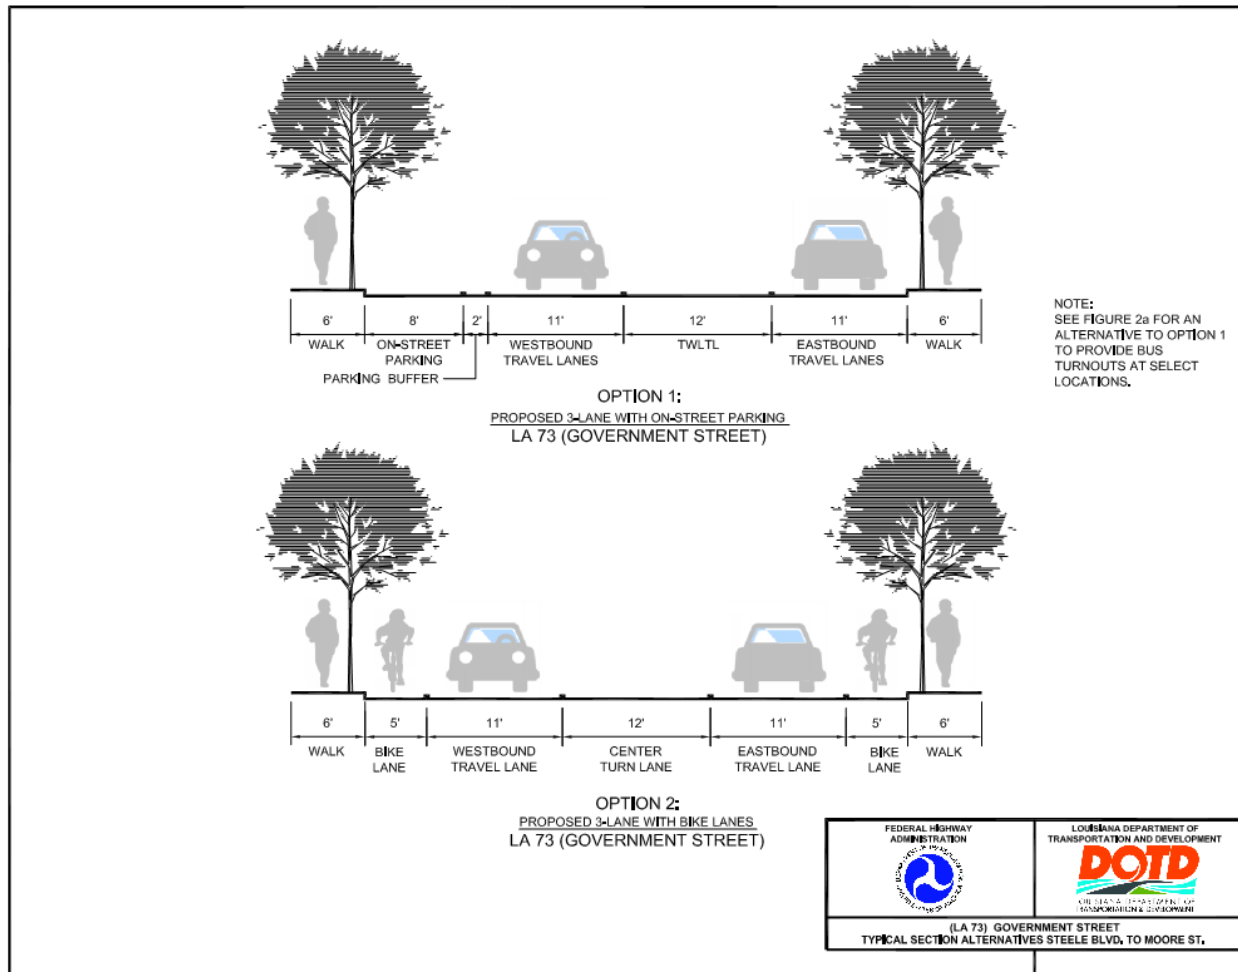 6' 8' 2' 11' 12' 11' 6'
WALK ON-STREET PARKING WESTBOUND TRAVEL LANES TWLTL EASTBOUND TRAVEL LANES WALK
PARKING BUFFER
NOTE:
SEE FIGURE 2a FOR AN
ALTERNATIVE TO OPTION 1
TO PROVIDE BUS
TURNOUTS AT SELECT
LOCATIONS.
OPTION 1:
PROPOSED 3-LANE WITH ON-STREET PARKING
LA 73 (GOVERNMENT STREET)
6' 5' 11' 12' 11' 5' 6'
WALK BIKE LANE WESTBOUND TRAVEL LANE CENTER TURN LANE EASTBOUND TRAVEL LANE BIKE LANE WALK
OPTION 2:
PROPOSED 3-LANE WITH BIKE LANES
LA 73 (GOVERNMENT STREET)
FEDERAL HIGHWAY
ADMINISTRATION
LOUISIANA DEPARTMENT OF
TRANSPORTATION AND DEVELOPMENT
DOTD
LOUISIANA DEPARTMENT OF
TRANSPORTATION & DEVELOPMENT
(LA 73) GOVERNMENT STREET
TYPICAL SECTION ALTERNATIVES STEELE BLVD. TO MOORE ST.